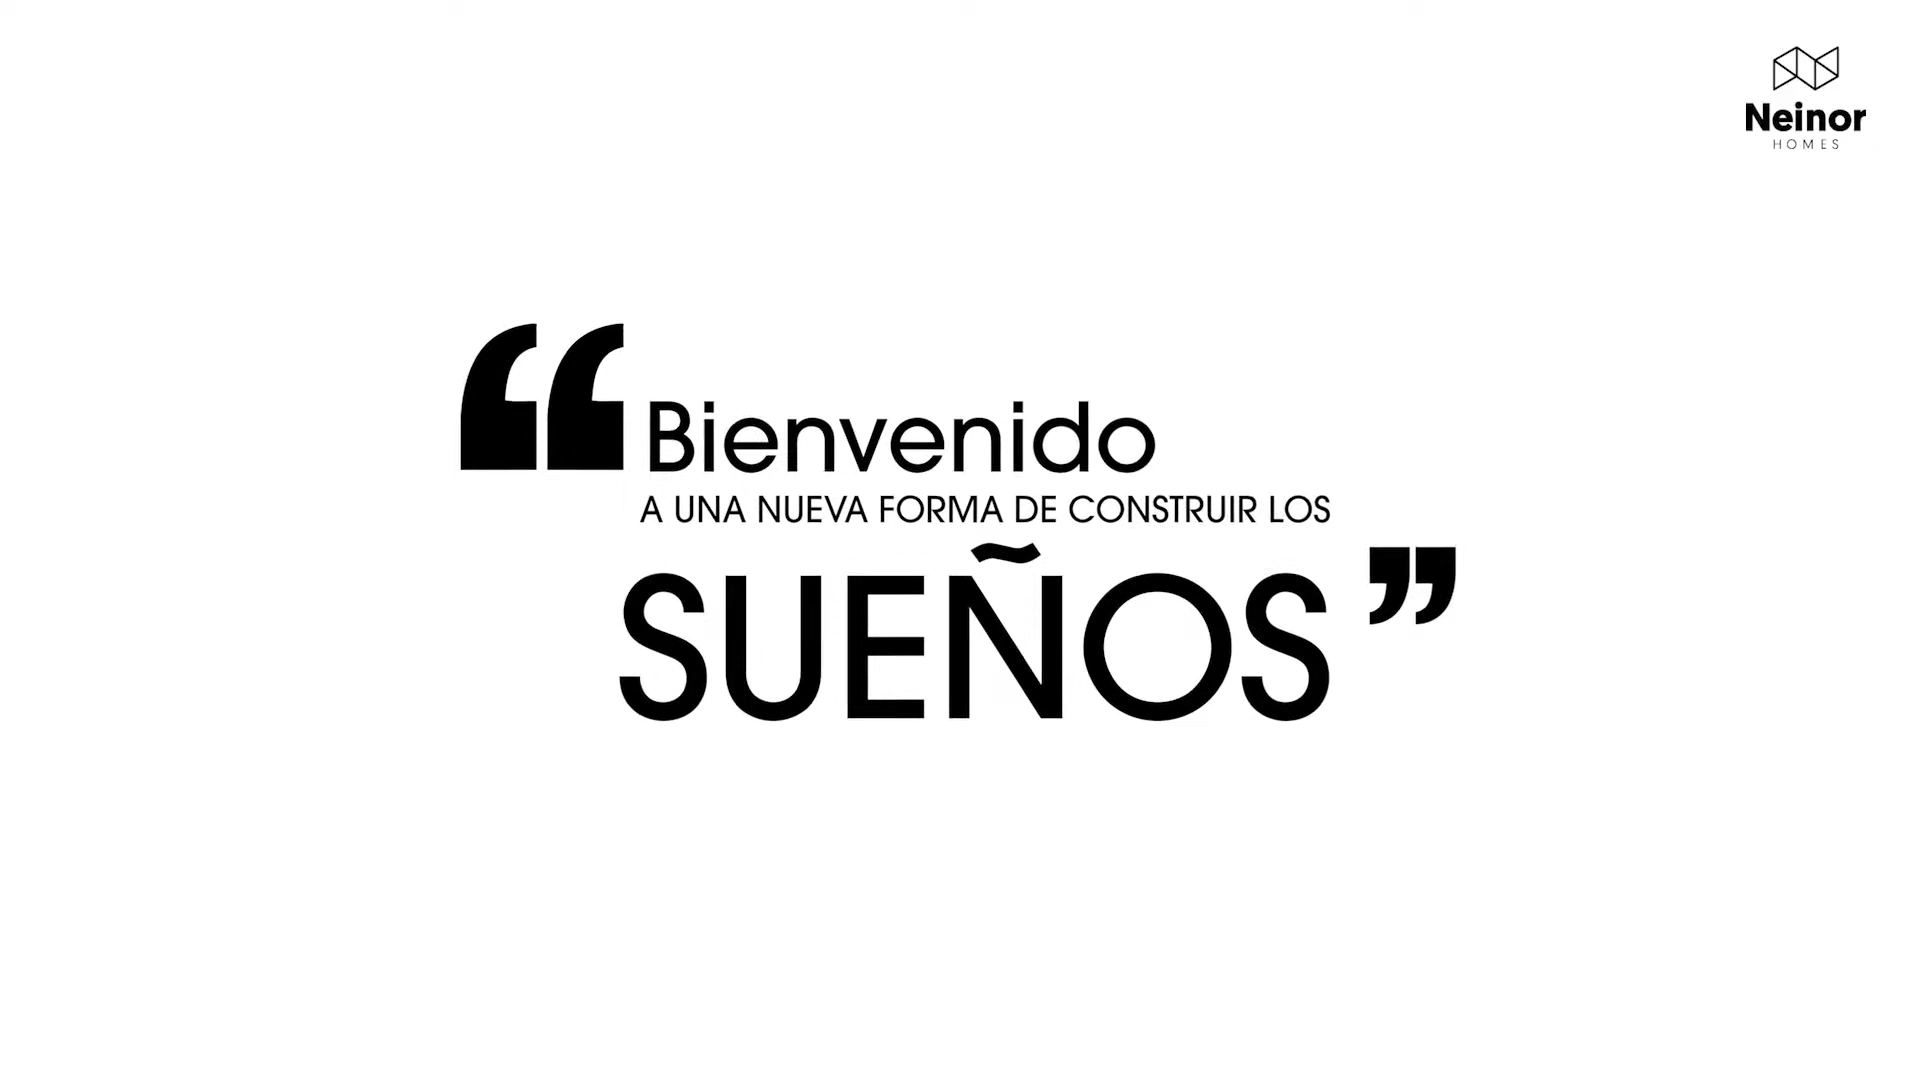 Neinor
HOMES
“Bienvenido
A UNA NUEVA FORMA DE CONSTRUIR LOS
SUEÑOS”